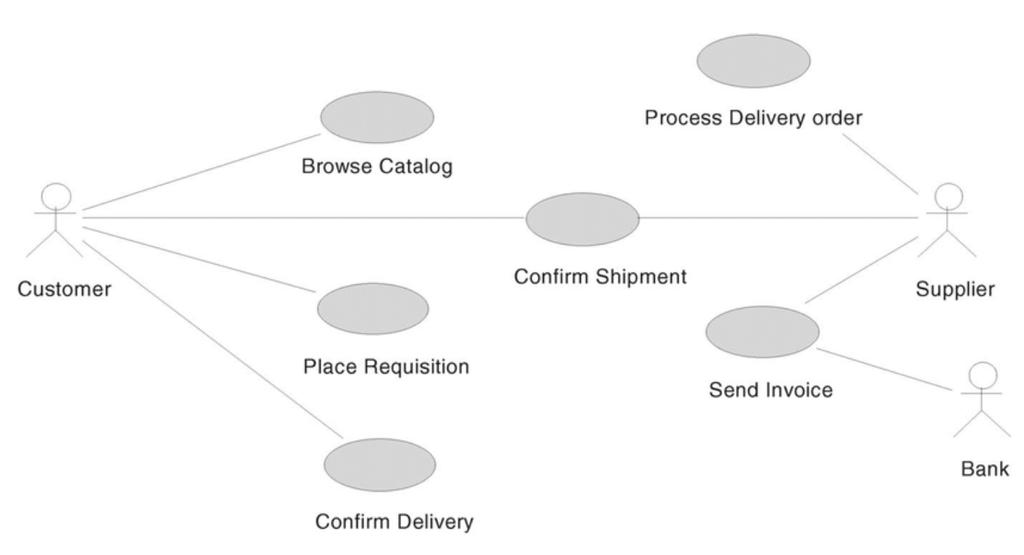 Process Delivery order
Browse Catalog
Customer
Confirm Shipment
Supplier
Place Requisition
Send Invoice
Bank
Confirm Delivery